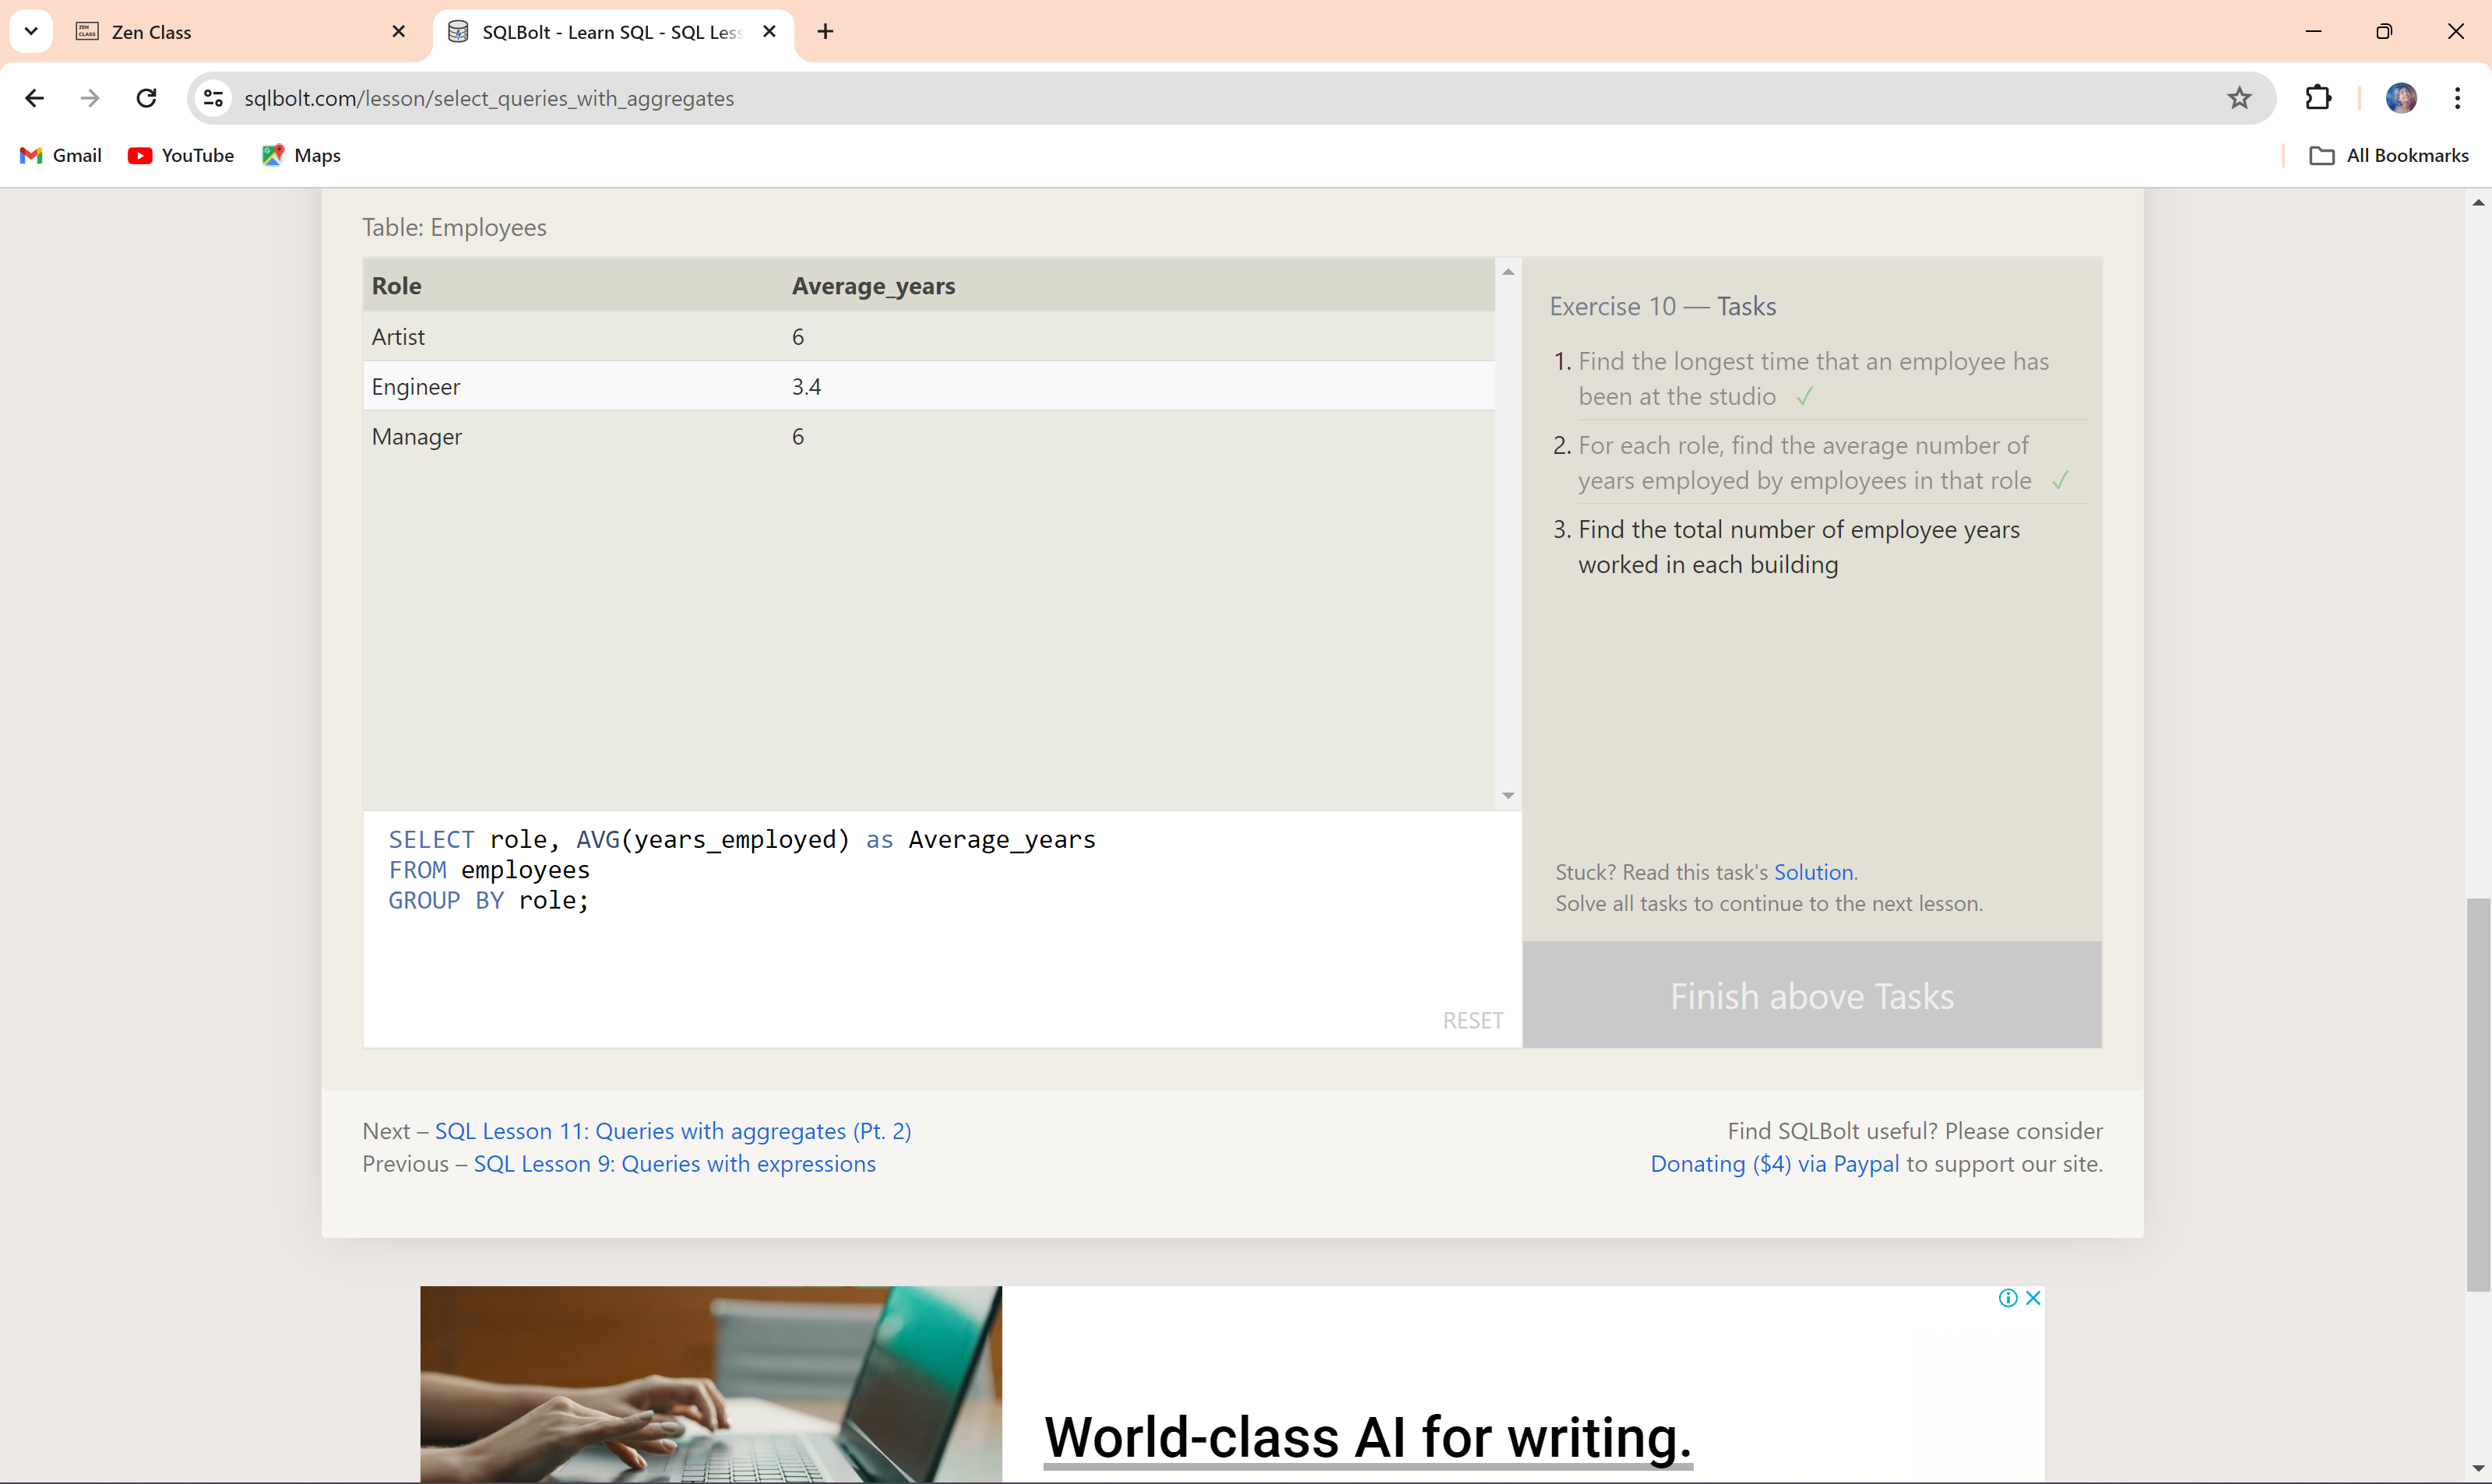 Zen Class
SQLBolt - Learn SQL - SQL Les
sqlbolt.com/lesson/select_queries_with_aggregates
Gmail
YouTube
Maps
All Bookmarks
Table: Employees
Role Average_years
Artist 6
Engineer 3.4
Manager 6
SELECT role, AVG(years_employed) as Average_years
FROM employees
GROUP BY role;
RESET
Exercise 10 — Tasks
1. Find the longest time that an employee has
been at the studio ✓
2. For each role, find the average number of
years employed by employees in that role ✓
3. Find the total number of employee years
worked in each building
Stuck? Read this task's Solution.
Solve all tasks to continue to the next lesson.
Finish above Tasks
Next – SQL Lesson 11: Queries with aggregates (Pt. 2)
Previous – SQL Lesson 9: Queries with expressions
Find SQLBolt useful? Please consider
Donating ($4) via Paypal to support our site.
World-class AI for writing.